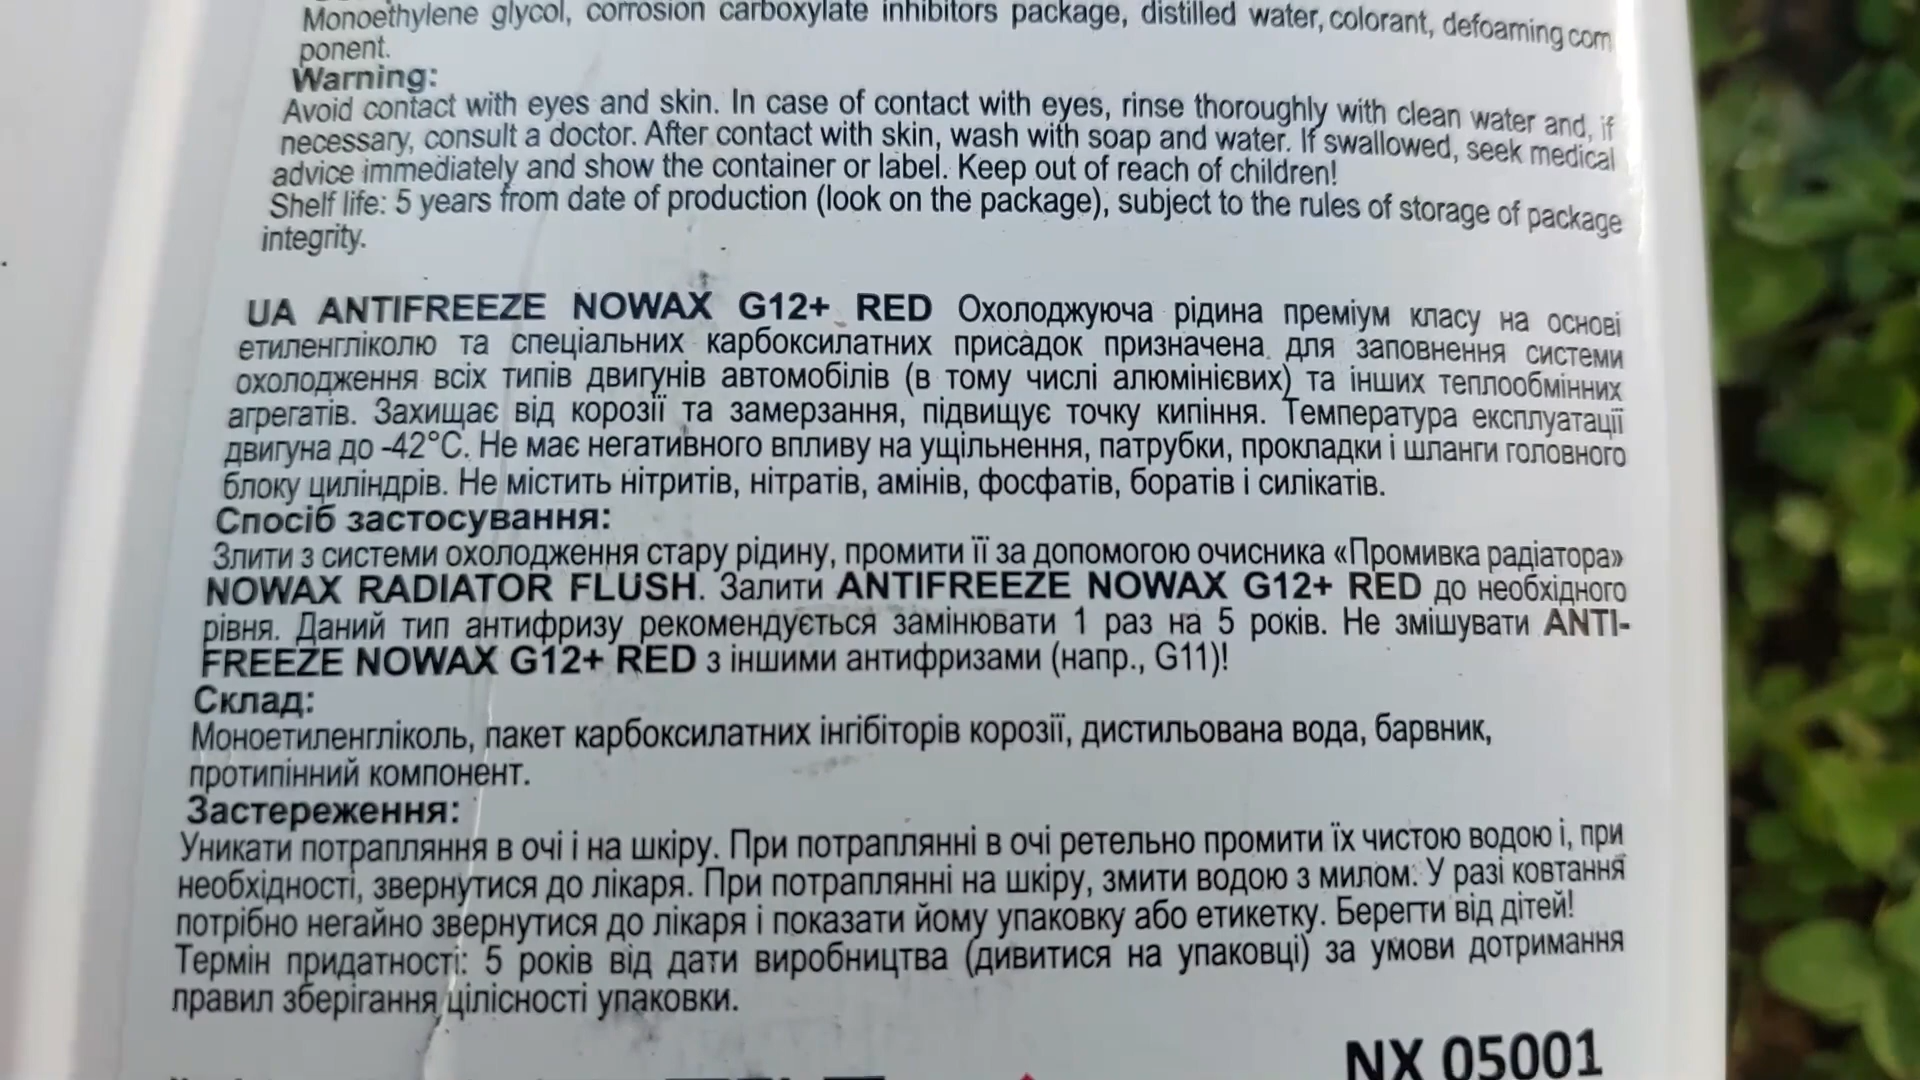 Monoethylene glycol, corrosion carboxylate inhibitors package, distilled water, colorant, defoaming com
ponent.
Warning:
Avoid contact with eyes and skin. In case of contact with eyes, rinse thoroughly with clean water and, if
necessary, consult a doctor. After contact with skin, wash with soap and water. If swallowed, seek medical
advice immediately and show the container or label. Keep out of reach of children!
Shelf life: 5 years from date of production (look on the package), subject to the rules of storage of package
integrity.
UA ANTIFREEZE NOWAX G12+ RED Охолоджуюча рідина преміум класу на основі
етиленгліколю та спеціальних карбоксилатних присадок призначена для заповнення системи
охолодження всіх типів двигунів автомобілів (в тому числі алюмінієвих) та інших теплообмінних
агрегатів. Захищає від корозії та замерзання, підвищує точку кипіння. Температура експлуатації
двигуна до -42°C. Не має негативного впливу на ущільнення, патрубки, прокладки і шланги головного
блоку циліндрів. Не містить нітритів, нітратів, амінів, фосфатів, боратів і силікатів.
Спосіб застосування:
Злити з системи охолодження стару рідину, промити її за допомогою очисника «Промивка радіатора»
NOWAX RADIATOR FLUSH. Залити ANTIFREEZE NOWAX G12+ RED до необхідного
рівня. Даний тип антифризу рекомендується замінювати 1 раз на 5 років. Не змішувати ANTI-
FREEZE NOWAX G12+ RED з іншими антифризами (напр., G11)!
Склад:
Моноетиленгліколь, пакет карбоксилатних інгібіторів корозії, дистильована вода, барвник,
протипінний компонент.
Застереження:
Уникати потрапляння в очі і на шкіру. При потраплянні в очі ретельно промити їх чистою водою і, при
необхідності, звернутися до лікаря. При потраплянні на шкіру, змити водою з милом. У разі ковтання
потрібно негайно звернутися до лікаря і показати йому упаковку або етикетку. Берегти від дітей!
Термін придатності: 5 років від дати виробництва (дивитися на упаковці) за умови дотримання
правил зберігання цілісності упаковки.
NX 05001